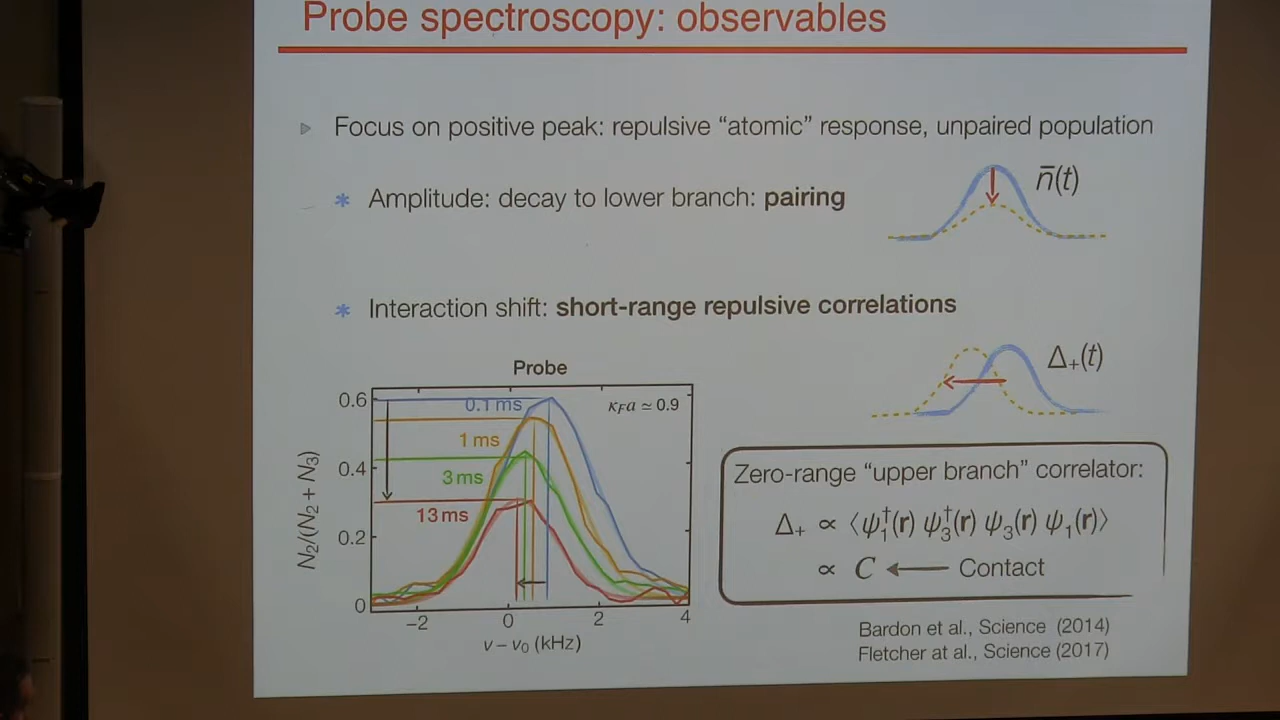 Probe spectroscopy: observables
Focus on positive peak: repulsive “atomic” response, unpaired population
* Amplitude: decay to lower branch: pairing
n̄(t)
* Interaction shift: short-range repulsive correlations
Δ₊(t)
Probe
0.6
0.4
0.2
0
N₂/(N₂ + N₃)
0.1 ms
κFa ≃ 0.9
1 ms
3 ms
13 ms
−2
0
2
4
ν − ν₀ (kHz)
Zero-range “upper branch” correlator:
Δ₊ ∝ ⟨ψ₁†(r) ψ₃†(r) ψ₃(r) ψ₁(r)⟩
∝ C ← Contact
Bardon et al., Science (2014)
Fletcher at al., Science (2017)